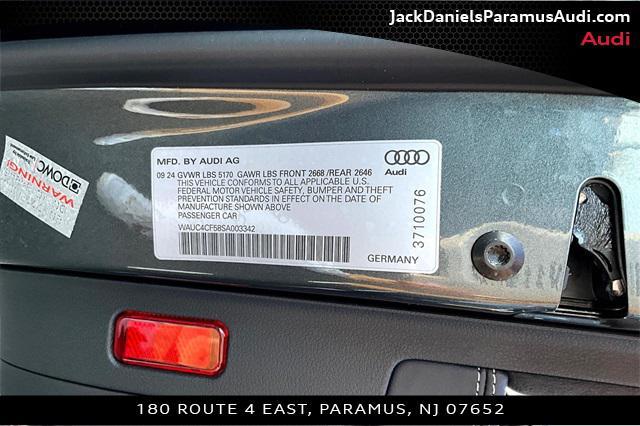 JackDanielsParamusAudi.com
Audi
MFD. BY AUDI AG
09 24 GVWR LBS 5170 GAWR LBS FRONT 2668 /REAR 2646
THIS VEHICLE CONFORMS TO ALL APPLICABLE U.S.
FEDERAL MOTOR VEHICLE SAFETY, BUMPER AND THEFT
PREVENTION STANDARDS IN EFFECT ON THE DATE OF
MANUFACTURE SHOWN ABOVE
PASSENGER CAR
WAUC4CF58SA003342
GERMANY
Audi
3710076
WARNING!
DOWC
180 ROUTE 4 EAST, PARAMUS, NJ 07652